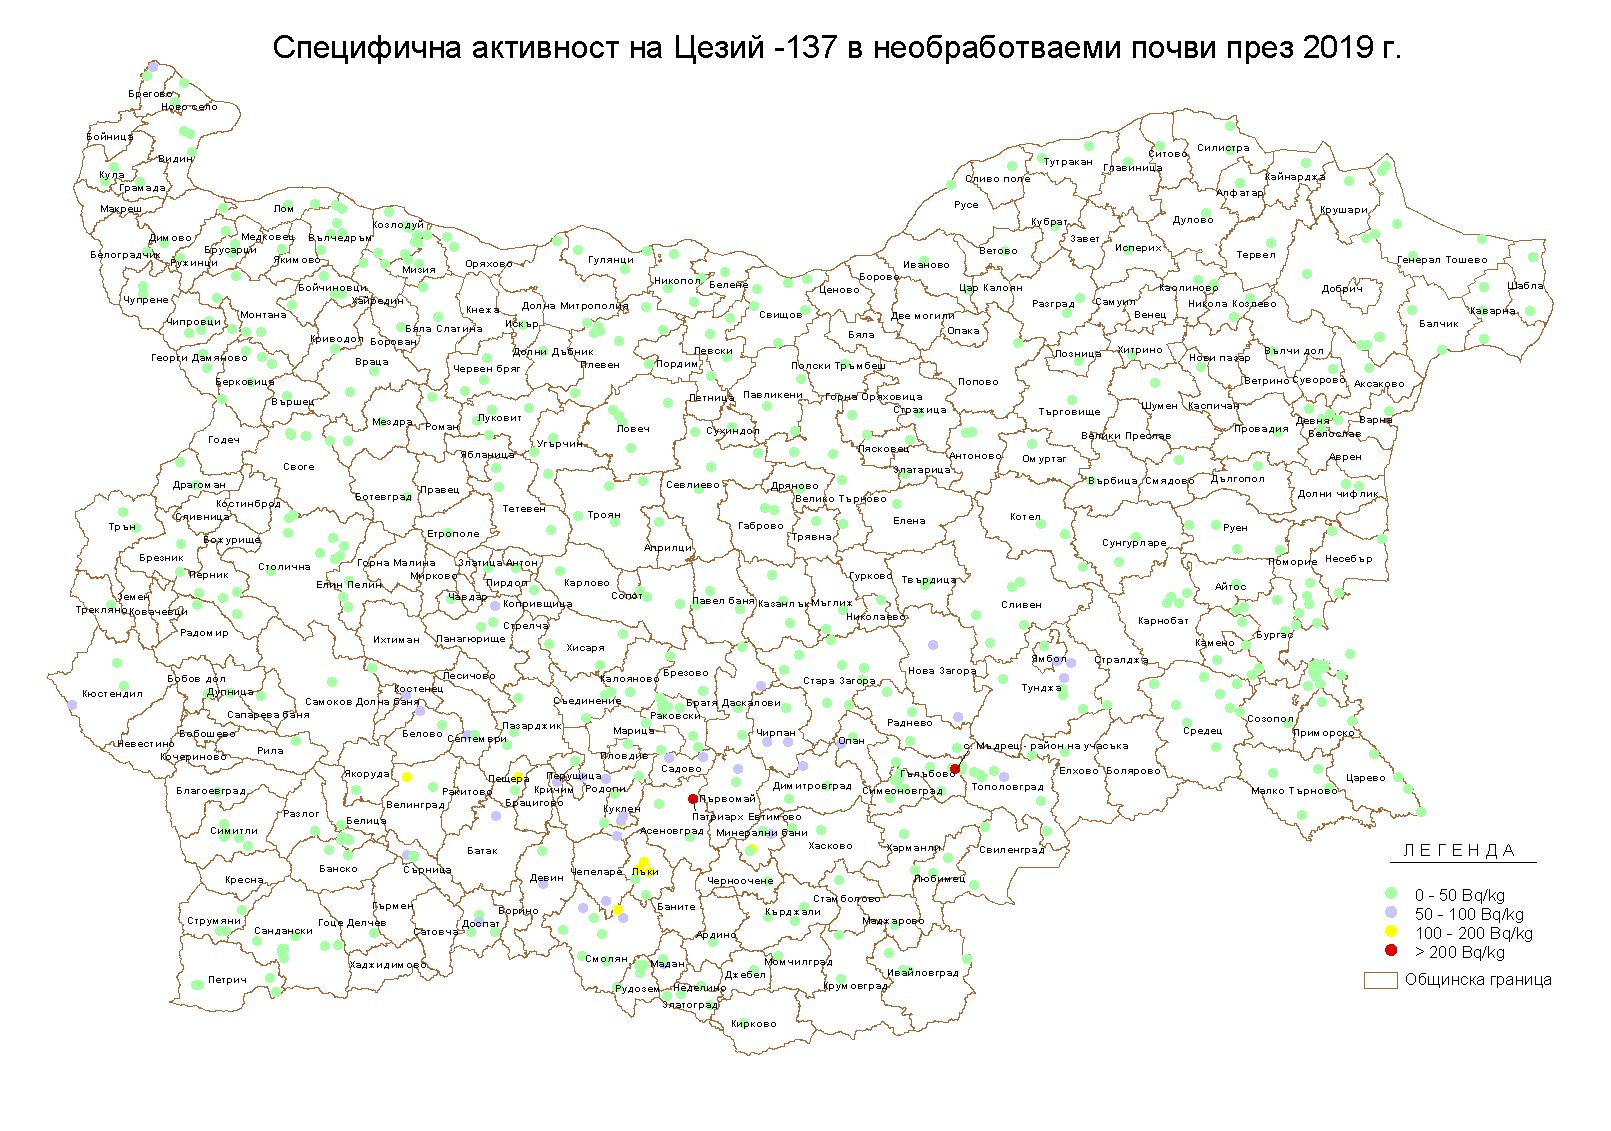 Специфична активност на Цезий -137 в необработваеми почви през 2019 г.
Брегово
Ново село
Бойница
Видин
Кула
Грамада
Макреш
Лом
Димово
Медковец
Вълчедръм
Козлодуй
Белоградчик
Ружинци
Брусарци
Якимово
Мизия
Оряхово
Гулянци
Чупрене
Бойчиновци
Хайредин
Монтана
Чипровци
Криводол
Борован
Бяла Слатина
Кнежа
Искър
Долна Митрополия
Никопол
Белене
Свищов
Ценово
Борово
Иваново
Русе
Сливо поле
Тутракан
Главиница
Ситово
Силистра
Алфатар
Кайнарджа
Крушари
Дулово
Кубрат
Завет
Исперих
Ветово
Цар Калоян
Тервел
Генерал Тошево
Шабла
Каварна
Балчик
Добрич
Разград
Самуил
Венец
Каолиново
Никола Козлево
Две могили
Опака
Бяла
Георги Дамяново
Берковица
Враца
Червен бряг
Долни Дъбник
Плевен
Пордим
Левски
Полски Тръмбеш
Попово
Лозница
Хитрино
Нови пазар
Вълчи дол
Ветрино
Суворово
Аксаково
Вършец
Мездра
Роман
Луковит
Летница
Павликени
Горна Оряховица
Стражица
Търговище
Шумен
Каспичан
Провадия
Девня
Варна
Белослав
Аврен
Годеч
Своге
Ябланица
Угърчин
Ловеч
Сухиндол
Лясковец
Златарица
Антоново
Омуртаг
Велики Преслав
Върбица
Смядово
Дългопол
Долни чифлик
Драгоман
Костинброд
Сливница
Божурище
Ботевград
Правец
Тетевен
Троян
Севлиево
Дряново
Велико Търново
Габрово
Трявна
Елена
Котел
Сунгурларе
Руен
Несебър
Поморие
Трън
Брезник
Перник
Столична
Етрополе
Горна Малина
Елин Пелин
Мирково
Златица
Антон
Пирдоп
Чавдар
Копривщица
Карлово
Сопот
Априлци
Павел баня
Казанлък
Мъглиж
Гурково
Твърдица
Николаево
Сливен
Айтос
Карнобат
Камено
Бургас
Земен
Трекляно
Ковачевци
Радомир
Ихтиман
Панагюрище
Стрелча
Хисаря
Калояново
Брезово
Стара Загора
Нова Загора
Ямбол
Стралджа
Тунджа
Кюстендил
Бобов дол
Дупница
Сапарева баня
Самоков
Долна баня
Костенец
Лесичово
Съединение
Раковски
Братя Даскалови
Чирпан
Опан
Раднево
Средец
Созопол
Приморско
Невестино
Бобошево
Кочериново
Рила
Белово
Септември
Пазарджик
Марица
Пловдив
Садово
с. Мъдрец - район на учасъка
Гълъбово
Елхово
Болярово
Царево
Малко Търново
Благоевград
Якоруда
Велинград
Ракитово
Пещера
Брацигово
Перущица
Кричим
Родопи
Куклен
Първомай
Димитровград
Симеоновград
Тополовград
Симитли
Разлог
Белица
Батак
Асеновград
Патриарх Евтимово
Минерални бани
Хасково
Харманли
Свиленград
Кресна
Банско
Сърница
Девин
Чепеларе
Лъки
Черноочене
Любимец
Стамболово
Струмяни
Сандански
Гоце Делчев
Гърмен
Сатовча
Доспат
Борино
Баните
Кърджали
Маджарово
Ардино
Петрич
Хаджидимово
Смолян
Мадан
Рудозем
Неделино
Златоград
Джебел
Момчилград
Крумовград
Ивайловград
Кирково
ЛЕГЕНДА
0 - 50 Bq/kg
50 - 100 Bq/kg
100 - 200 Bq/kg
> 200 Bq/kg
Общинска граница